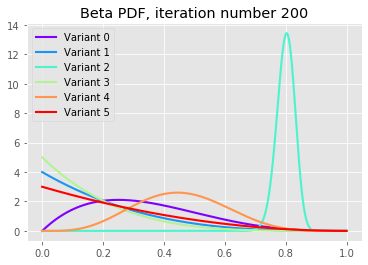 Beta PDF, iteration number 200
14
12
10
8
6
4
2
0
Variant 0
Variant 1
Variant 2
Variant 3
Variant 4
Variant 5
0.0 0.2 0.4 0.6 0.8 1.0